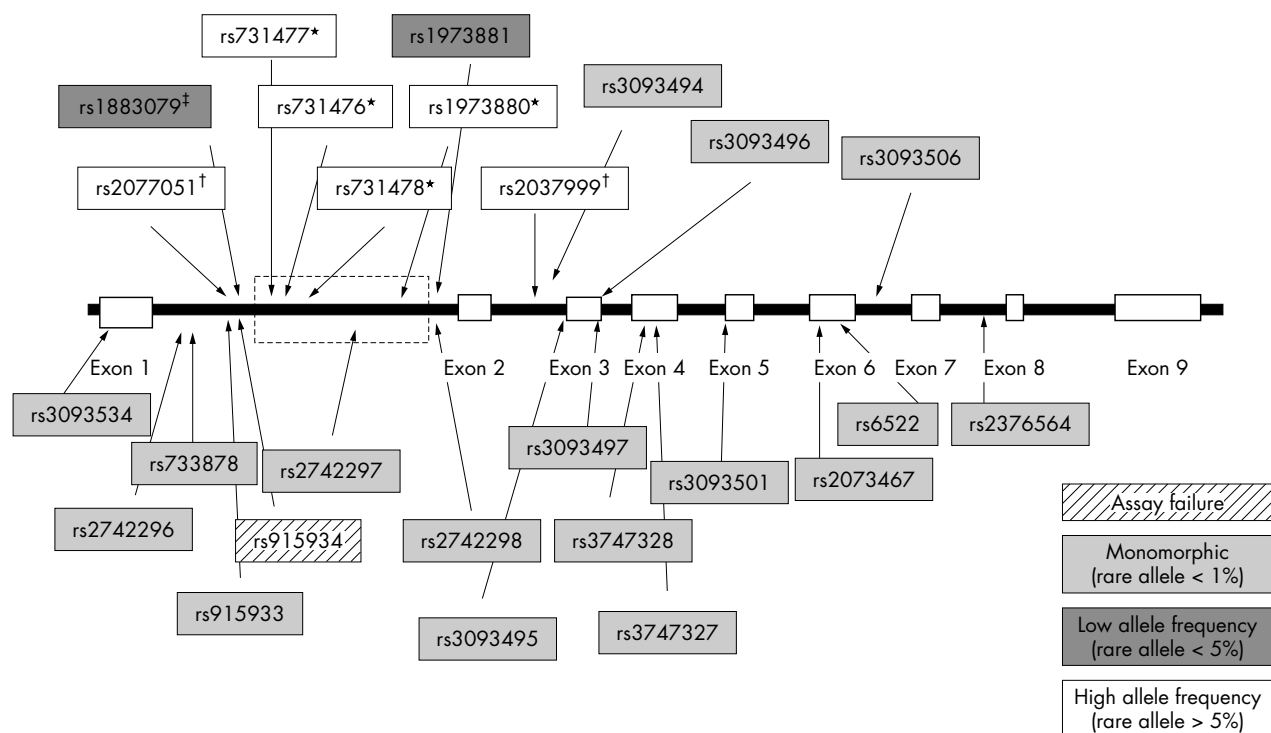 rs731477★
rs1973881
rs3093494
rs1883079‡
rs731476★
rs1973880★
rs3093496
rs3093506
rs2077051†
rs731478★
rs2037999†
Exon 1
Exon 2
Exon 3
Exon 4
Exon 5
Exon 6
Exon 7
Exon 8
Exon 9
rs3093534
rs6522
rs2376564
rs733878
rs2742297
rs3093497
rs3093501
rs2073467
rs2742296
rs915934
rs2742298
rs3747328
rs915933
rs3093495
rs3747327
Assay failure
Monomorphic
(rare allele < 1%)
Low allele frequency
(rare allele < 5%)
High allele frequency
(rare allele > 5%)